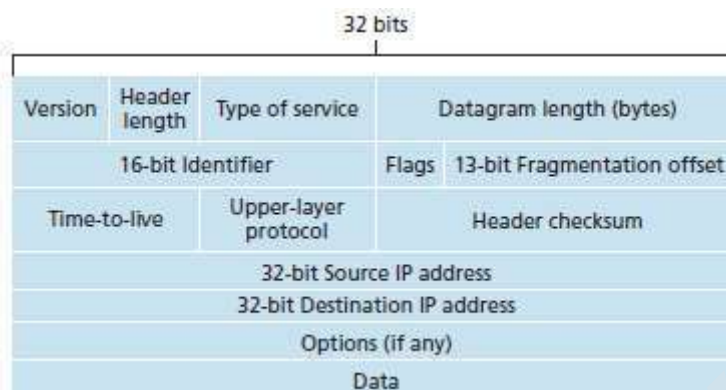 32 bits
Version Header length Type of service Datagram length (bytes)
16-bit Identifier Flags 13-bit Fragmentation offset
Time-to-live Upper-layer protocol Header checksum
32-bit Source IP address
32-bit Destination IP address
Options (if any)
Data